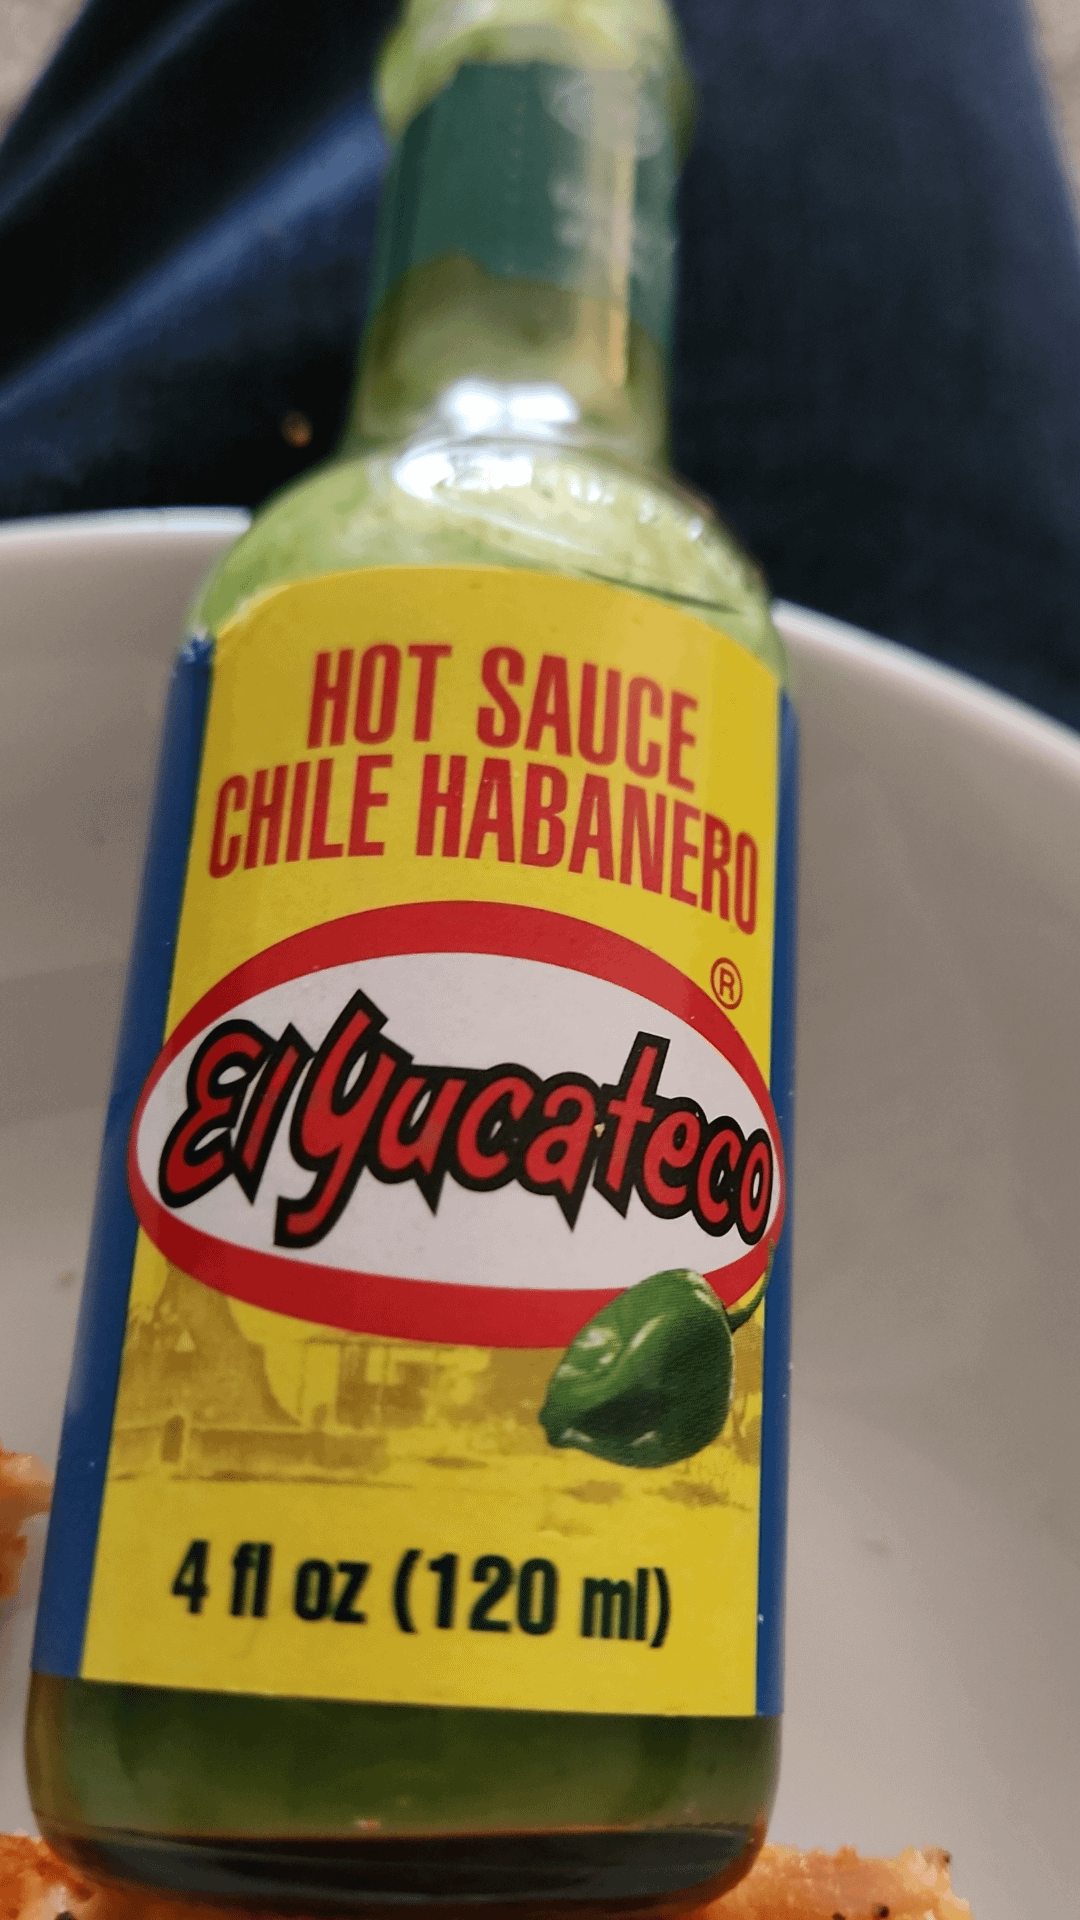 HOT SAUCE
CHILE HABANERO
®
El Yucateco
4 fl oz (120 ml)